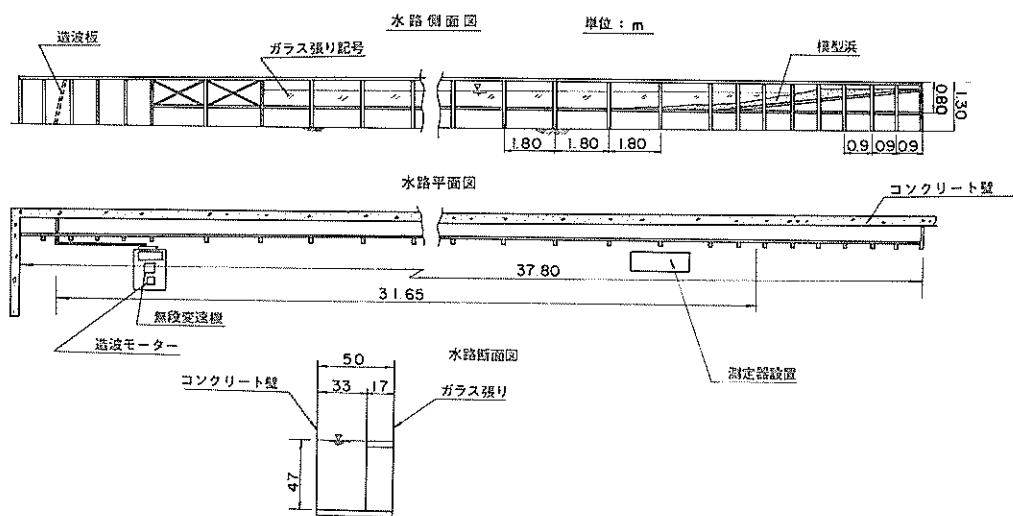 水路側面図
単位：m
造波板
ガラス張り記号
模型浜
0.80
1.30
1.80
1.80
1.80
0.9
0.9
0.9
水路平面図
コンクリート壁
37.80
31.65
無段変速機
造波モーター
測定器設置
水路断面図
50
コンクリート壁
33
17
ガラス張り
47